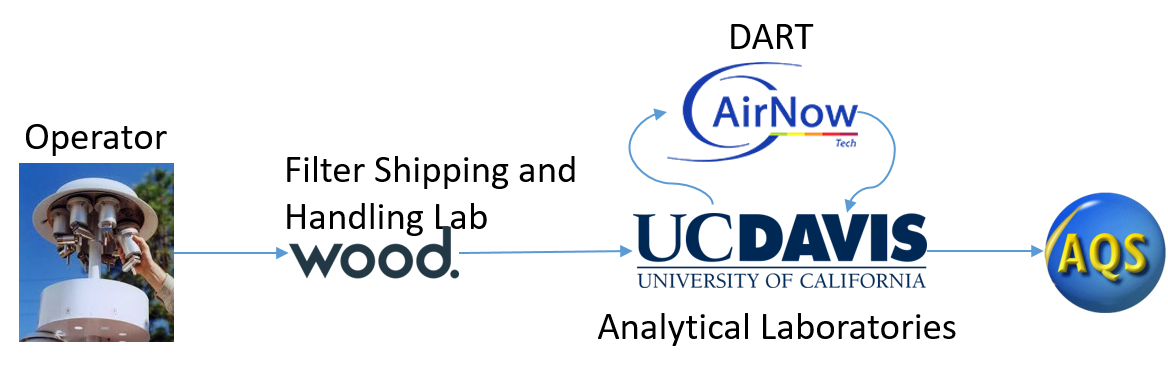 DART
AirNow
Tech
Operator
Filter Shipping and
Handling Lab
wood.
UCDAVIS
UNIVERSITY OF CALIFORNIA
Analytical Laboratories
AQS